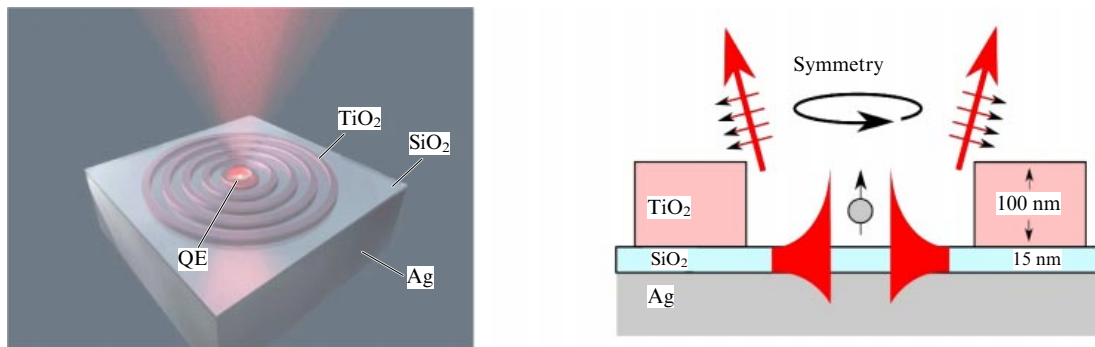 TiO₂
SiO₂
QE
Ag
Symmetry
TiO₂
100 nm
SiO₂
15 nm
Ag